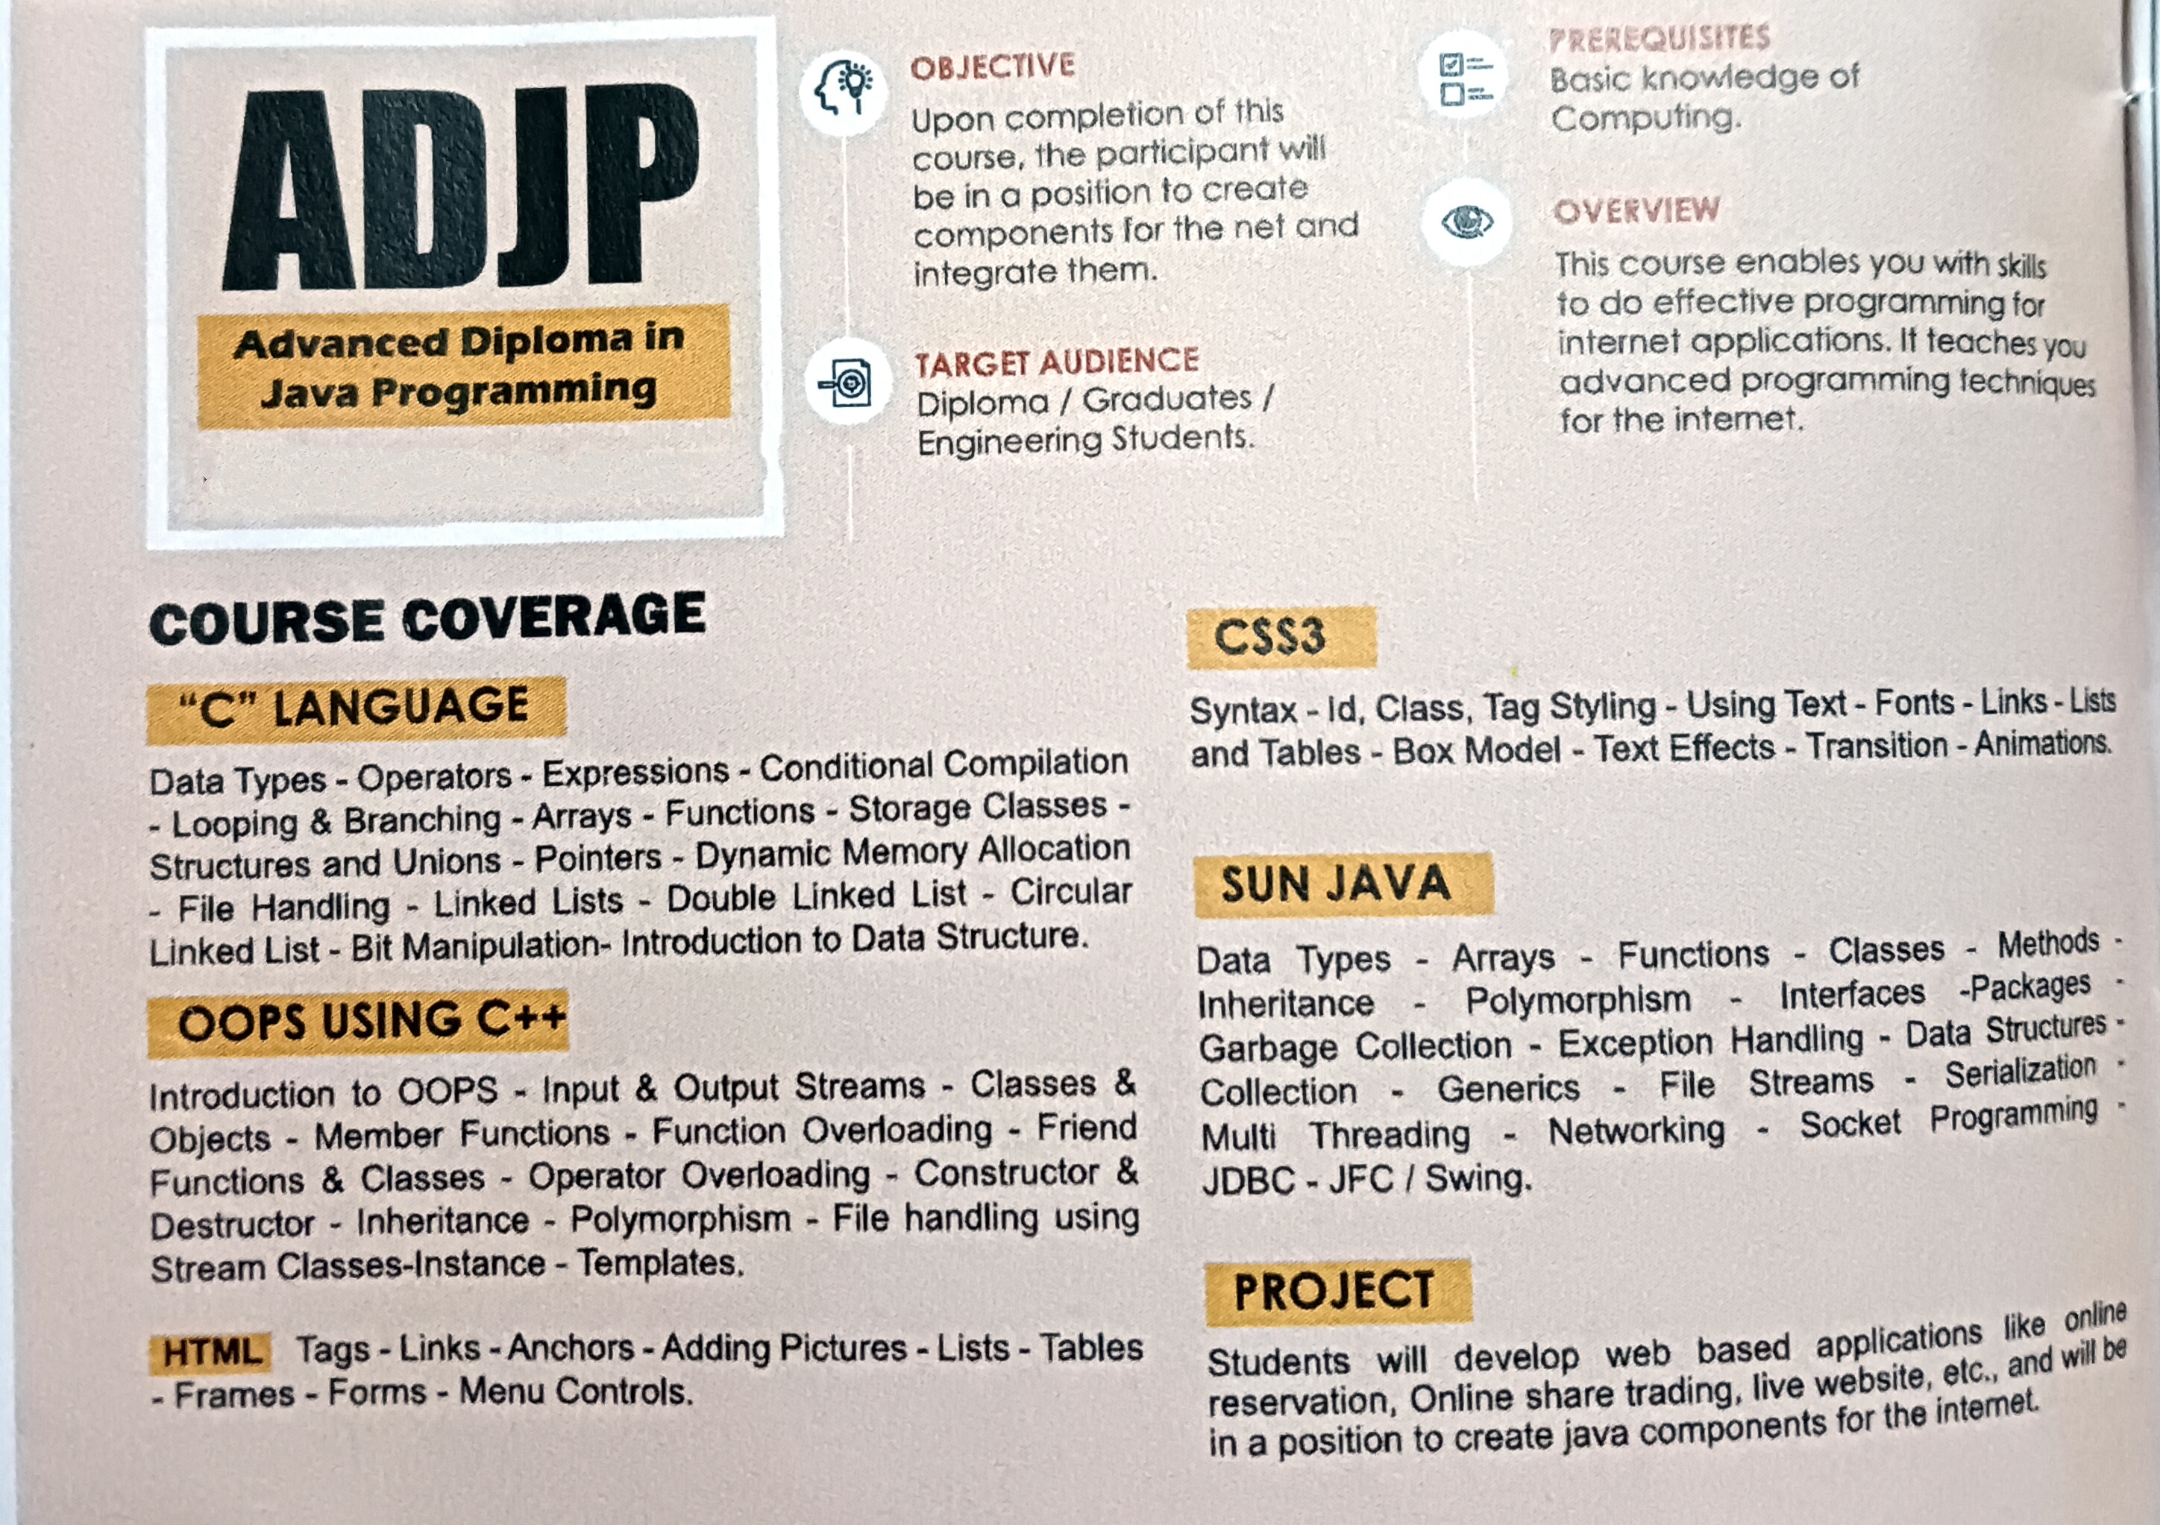 ADJP
Advanced Diploma in
Java Programming
OBJECTIVE
Upon completion of this
course, the participant will
be in a position to create
components for the net and
integrate them.
TARGET AUDIENCE
Diploma / Graduates /
Engineering Students.
PREREQUISITES
Basic knowledge of
Computing.
OVERVIEW
This course enables you with skills
to do effective programming for
internet applications. It teaches you
advanced programming techniques
for the internet.
COURSE COVERAGE
"C" LANGUAGE
Data Types - Operators - Expressions - Conditional Compilation
- Looping & Branching - Arrays - Functions - Storage Classes -
Structures and Unions - Pointers - Dynamic Memory Allocation
- File Handling - Linked Lists - Double Linked List - Circular
Linked List - Bit Manipulation- Introduction to Data Structure.
OOPS USING C++
Introduction to OOPS - Input & Output Streams - Classes &
Objects - Member Functions - Function Overloading - Friend
Functions & Classes - Operator Overloading - Constructor &
Destructor - Inheritance - Polymorphism - File handling using
Stream Classes-Instance - Templates.
HTML Tags - Links - Anchors - Adding Pictures - Lists - Tables
- Frames - Forms - Menu Controls.
CSS3
Syntax - Id, Class, Tag Styling - Using Text - Fonts - Links - Lists
and Tables - Box Model - Text Effects - Transition - Animations.
SUN JAVA
Data Types - Arrays - Functions - Classes - Methods -
Inheritance - Polymorphism - Interfaces -Packages -
Garbage Collection - Exception Handling - Data Structures -
Collection - Generics - File Streams - Serialization -
Multi Threading - Networking - Socket Programming -
JDBC - JFC / Swing.
PROJECT
Students will develop web based applications like online
reservation, Online share trading, live website, etc., and will be
in a position to create java components for the internet.